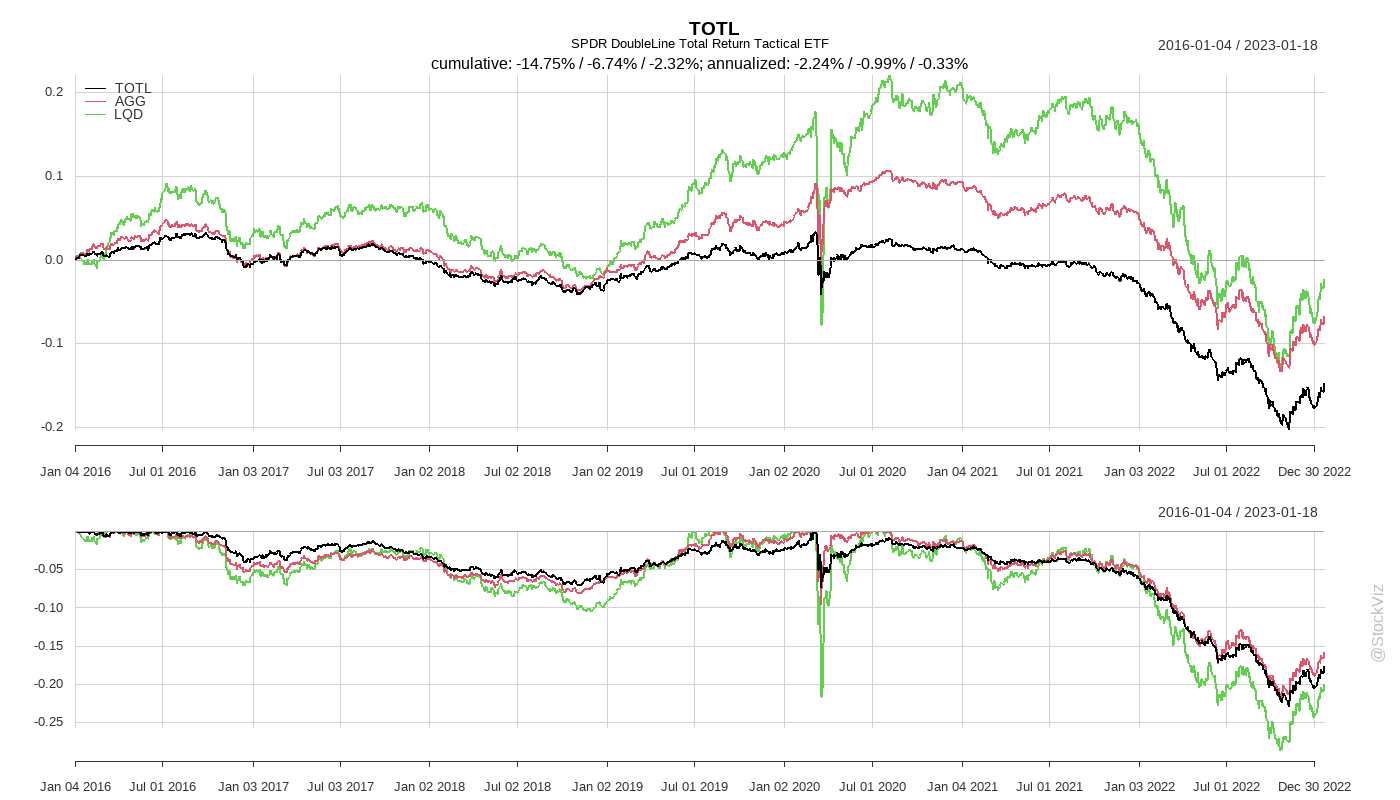 TOTL
SPDR DoubleLine Total Return Tactical ETF
2016-01-04 / 2023-01-18
cumulative: -14.75% / -6.74% / -2.32%; annualized: -2.24% / -0.99% / -0.33%
TOTL
AGG
LQD
0.2
0.1
0.0
-0.1
-0.2
Jan 04 2016 Jul 01 2016 Jan 03 2017 Jul 03 2017 Jan 02 2018 Jul 02 2018 Jan 02 2019 Jul 01 2019 Jan 02 2020 Jul 01 2020 Jan 04 2021 Jul 01 2021 Jan 03 2022 Jul 01 2022 Dec 30 2022
2016-01-04 / 2023-01-18
-0.05
-0.10
-0.15
-0.20
-0.25
Jan 04 2016 Jul 01 2016 Jan 03 2017 Jul 03 2017 Jan 02 2018 Jul 02 2018 Jan 02 2019 Jul 01 2019 Jan 02 2020 Jul 01 2020 Jan 04 2021 Jul 01 2021 Jan 03 2022 Jul 01 2022 Dec 30 2022
@StockViz